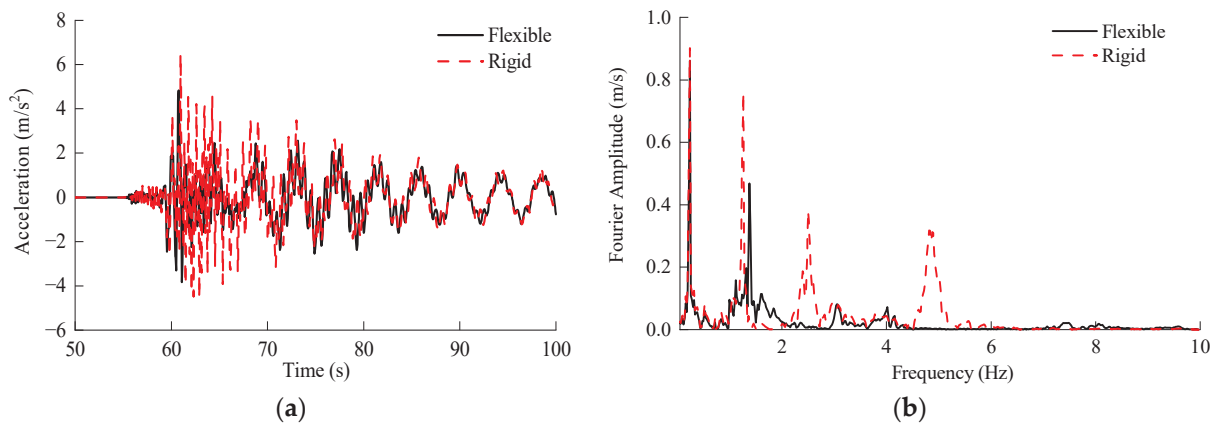 8
6
4
2
0
−2
−4
−6
Acceleration (m/s²)
50
60
70
80
90
100
Time (s)
Flexible
Rigid
(a)
1.0
0.8
0.6
0.4
0.2
0.0
Fourier Amplitude (m/s)
2
4
6
8
10
Frequency (Hz)
Flexible
Rigid
(b)